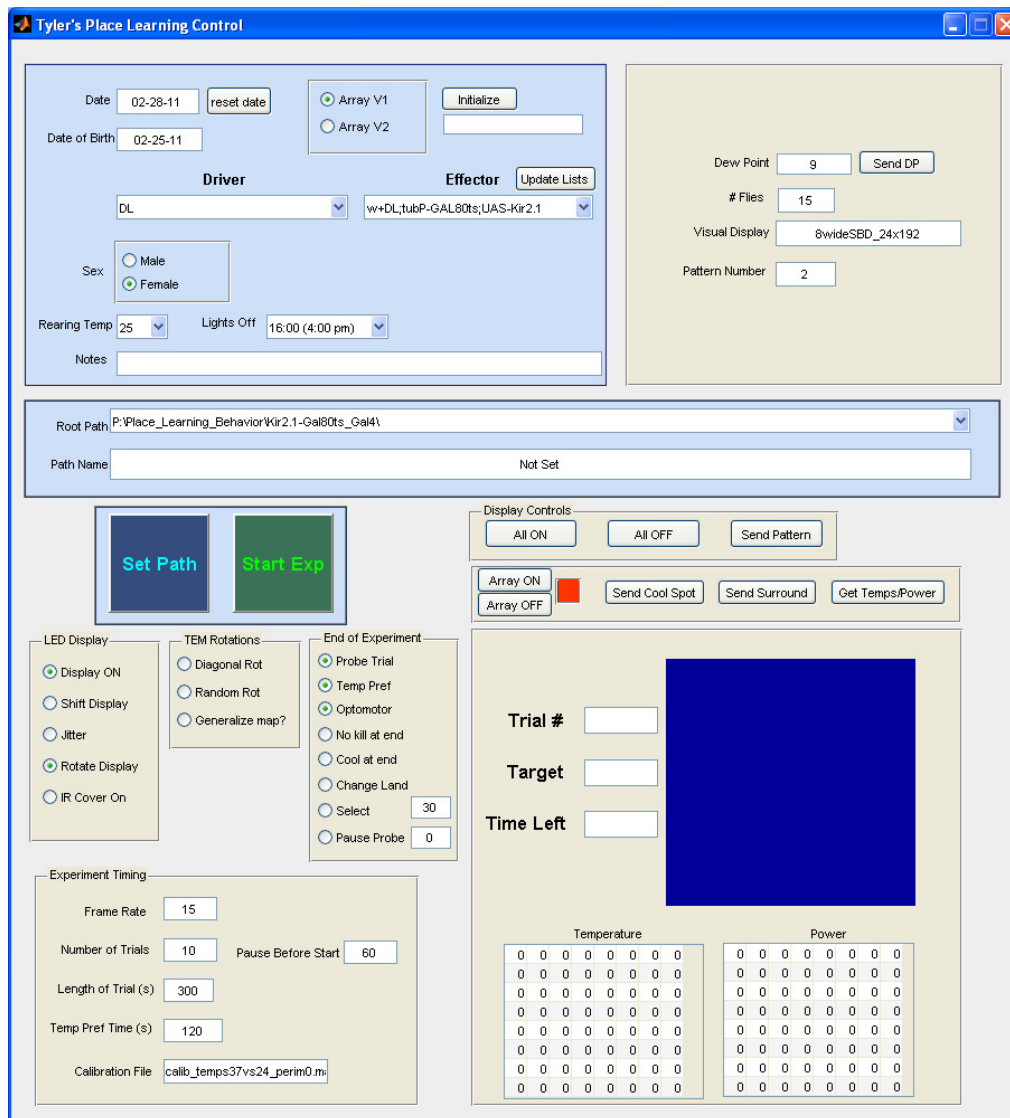 Tyler's Place Learning Control
Date 02-28-11 reset date
Array V1
Array V2
Initialize
Date of Birth 02-25-11
Driver
Effector Update Lists
DL
w+DL;tubP-GAL80ts;UAS-Kir2.1
Sex
Male
Female
Rearing Temp 25 Lights Off 16:00 (4:00 pm)
Notes
Dew Point 9 Send DP
# Flies 15
Visual Display 8wideSBD_24x192
Pattern Number 2
Root Path P:\Place_Learning_Behavior\Kir2.1-Gal80ts_Gal4\
Path Name Not Set
Set Path Start Exp
Display Controls
All ON All OFF Send Pattern
Array ON
Array OFF
Send Cool Spot Send Surround Get Temps/Power
LED Display
Display ON
Shift Display
Jitter
Rotate Display
IR Cover On
TEM Rotations
Diagonal Rot
Random Rot
Generalize map?
End of Experiment
Probe Trial
Temp Pref
Optomotor
No kill at end
Cool at end
Change Land
Select 30
Pause Probe 0
Trial #
Target
Time Left
Experiment Timing
Frame Rate 15
Number of Trials 10 Pause Before Start 60
Length of Trial (s) 300
Temp Pref Time (s) 120
Calibration File calib_temps37vs24_perim0.m
Temperature
0 0 0 0 0 0 0 0
0 0 0 0 0 0 0 0
0 0 0 0 0 0 0 0
0 0 0 0 0 0 0 0
0 0 0 0 0 0 0 0
0 0 0 0 0 0 0 0
0 0 0 0 0 0 0 0
0 0 0 0 0 0 0 0
Power
0 0 0 0 0 0 0 0
0 0 0 0 0 0 0 0
0 0 0 0 0 0 0 0
0 0 0 0 0 0 0 0
0 0 0 0 0 0 0 0
0 0 0 0 0 0 0 0
0 0 0 0 0 0 0 0
0 0 0 0 0 0 0 0